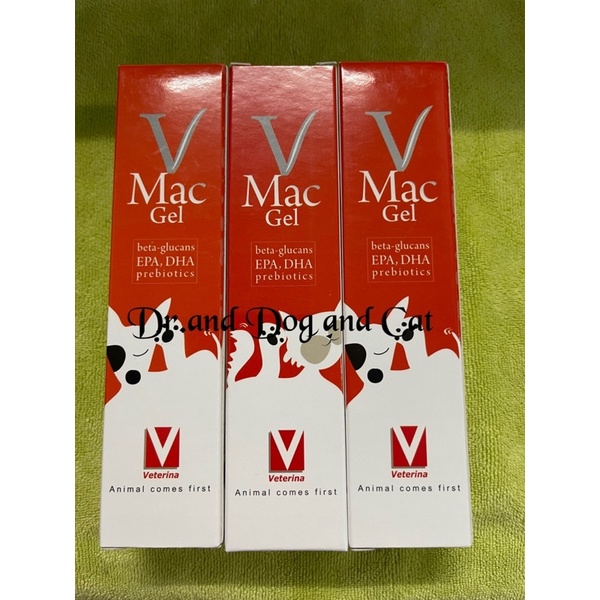 V
Mac
Gel
beta-glucans
EPA, DHA
prebiotics
V
Veterina
Animal comes first
V
Mac
Gel
beta-glucans
EPA, DHA
prebiotics
V
Veterina
Animal comes first
V
Mac
Gel
beta-glucans
EPA, DHA
prebiotics
V
Veterina
Animal comes first
Dr. and Dog and Cat